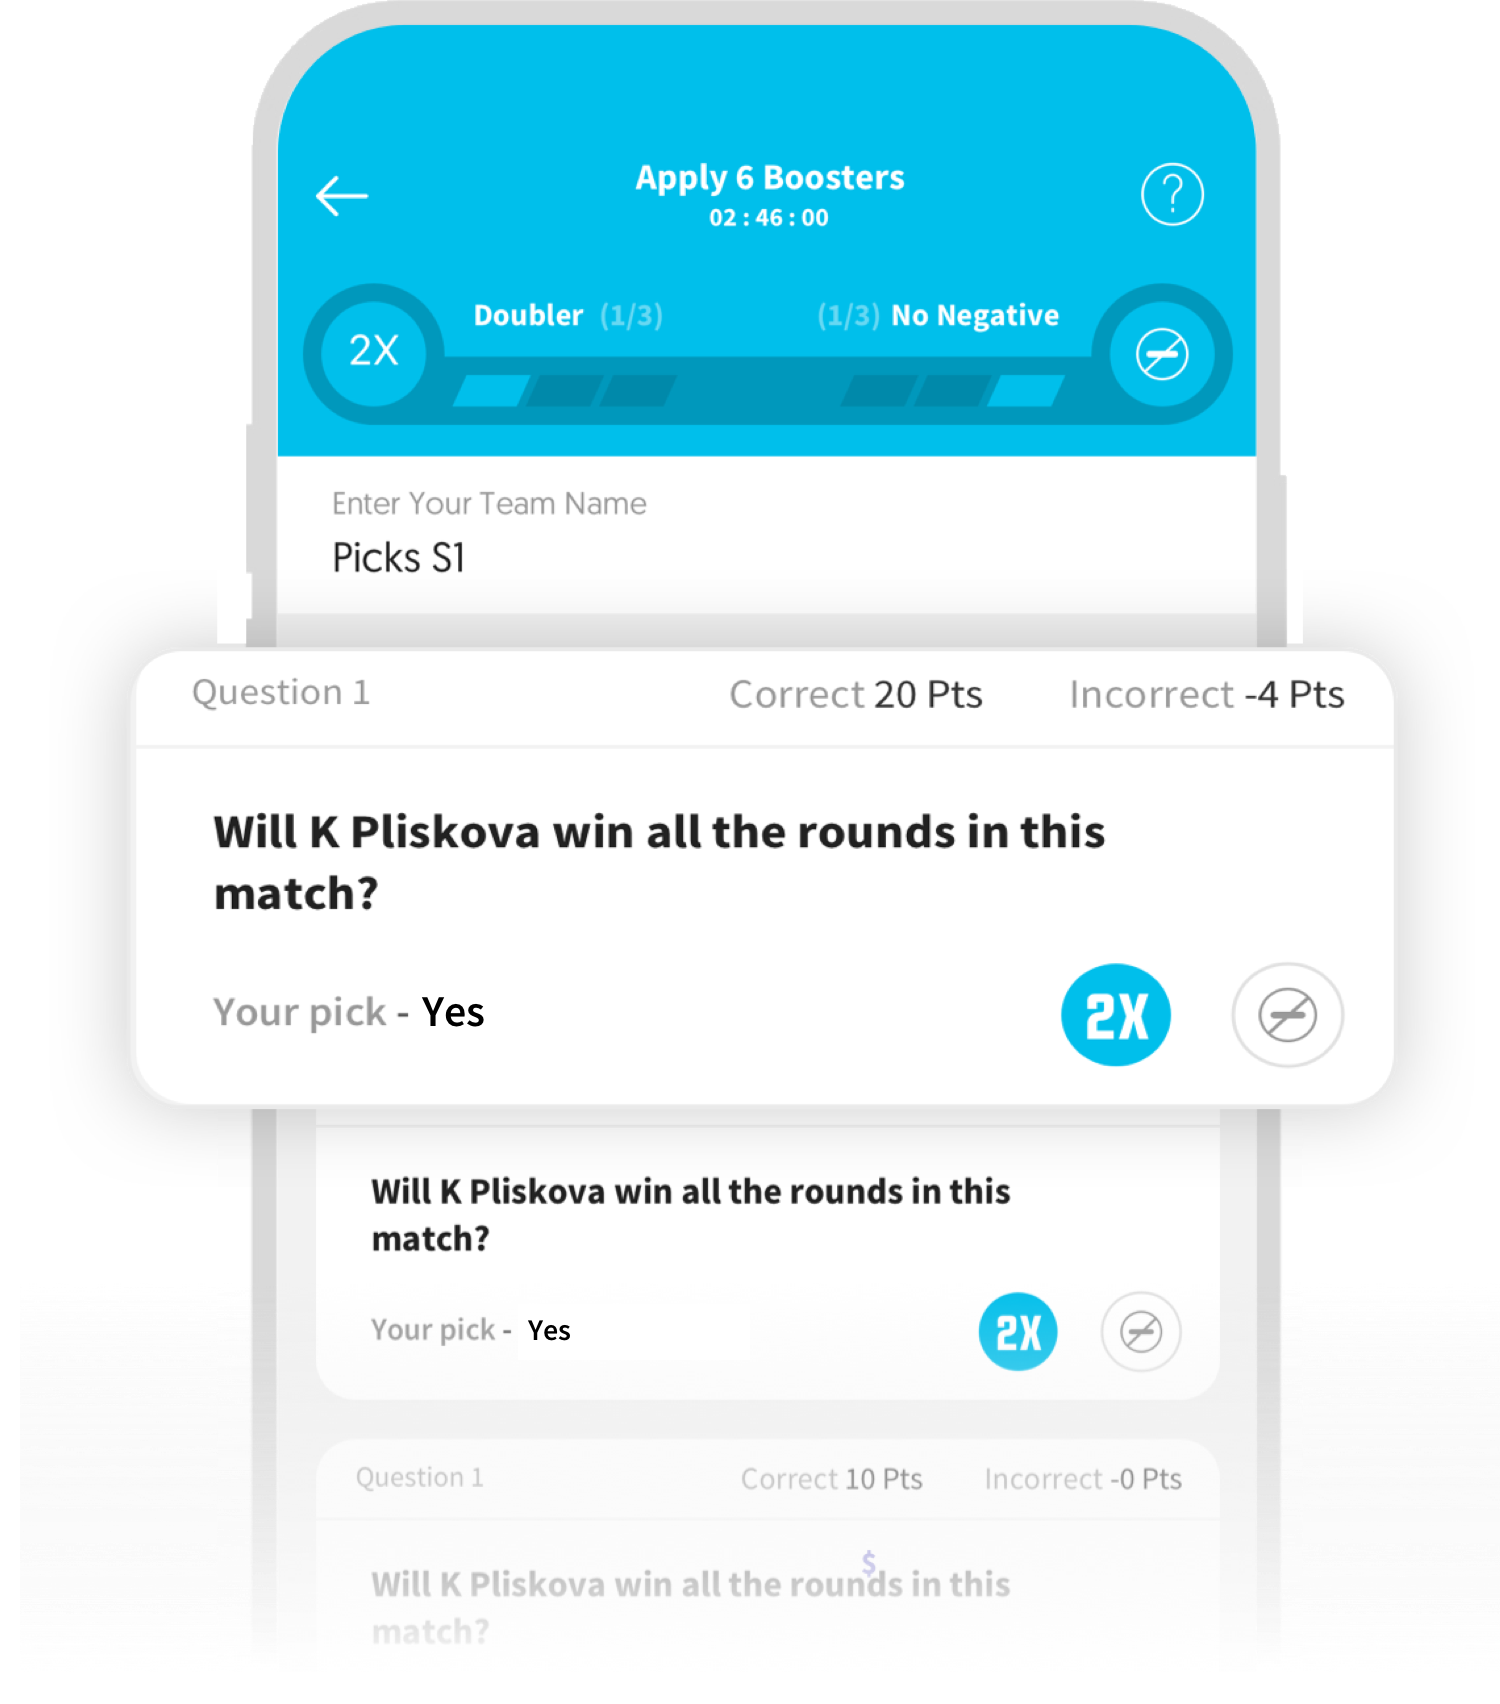 Apply 6 Boosters
02 : 46 : 00
?
Doubler (1/3)
(1/3) No Negative
2X
Enter Your Team Name
Picks S1
Question 1
Correct 20 Pts
Incorrect -4 Pts
Will K Pliskova win all the rounds in this
match?
Your pick - Yes
2X
Will K Pliskova win all the rounds in this
match?
Your pick - Yes
2X
Question 1
Correct 10 Pts
Incorrect -0 Pts
$
Will K Pliskova win all the rounds in this
match?